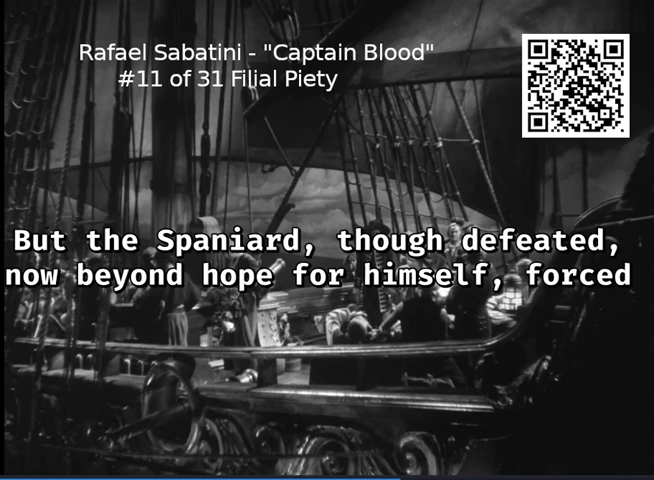 Rafael Sabatini - "Captain Blood"
#11 of 31 Filial Piety
But the Spaniard, though defeated,
now beyond hope for himself, forced